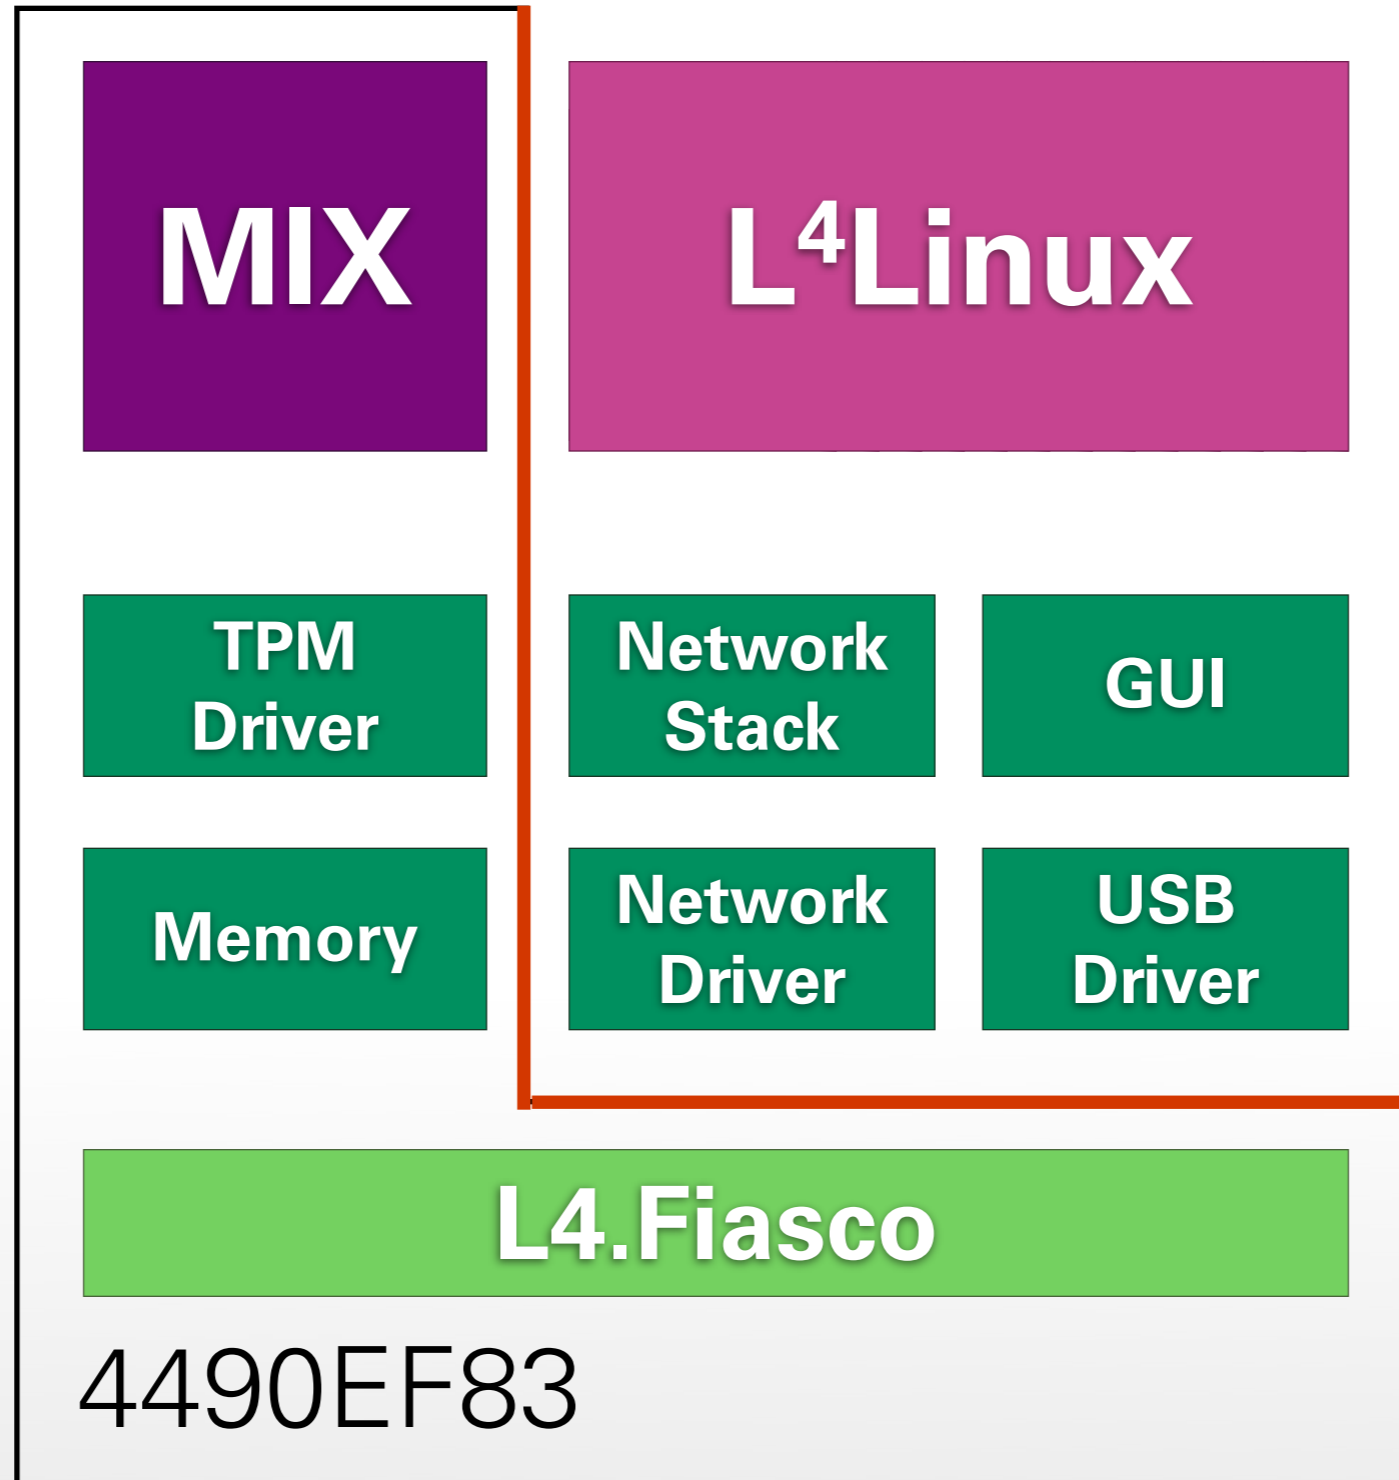 MIX
L⁴Linux
TPM
Driver
Network
Stack
GUI
Memory
Network
Driver
USB
Driver
L4.Fiasco
4490EF83